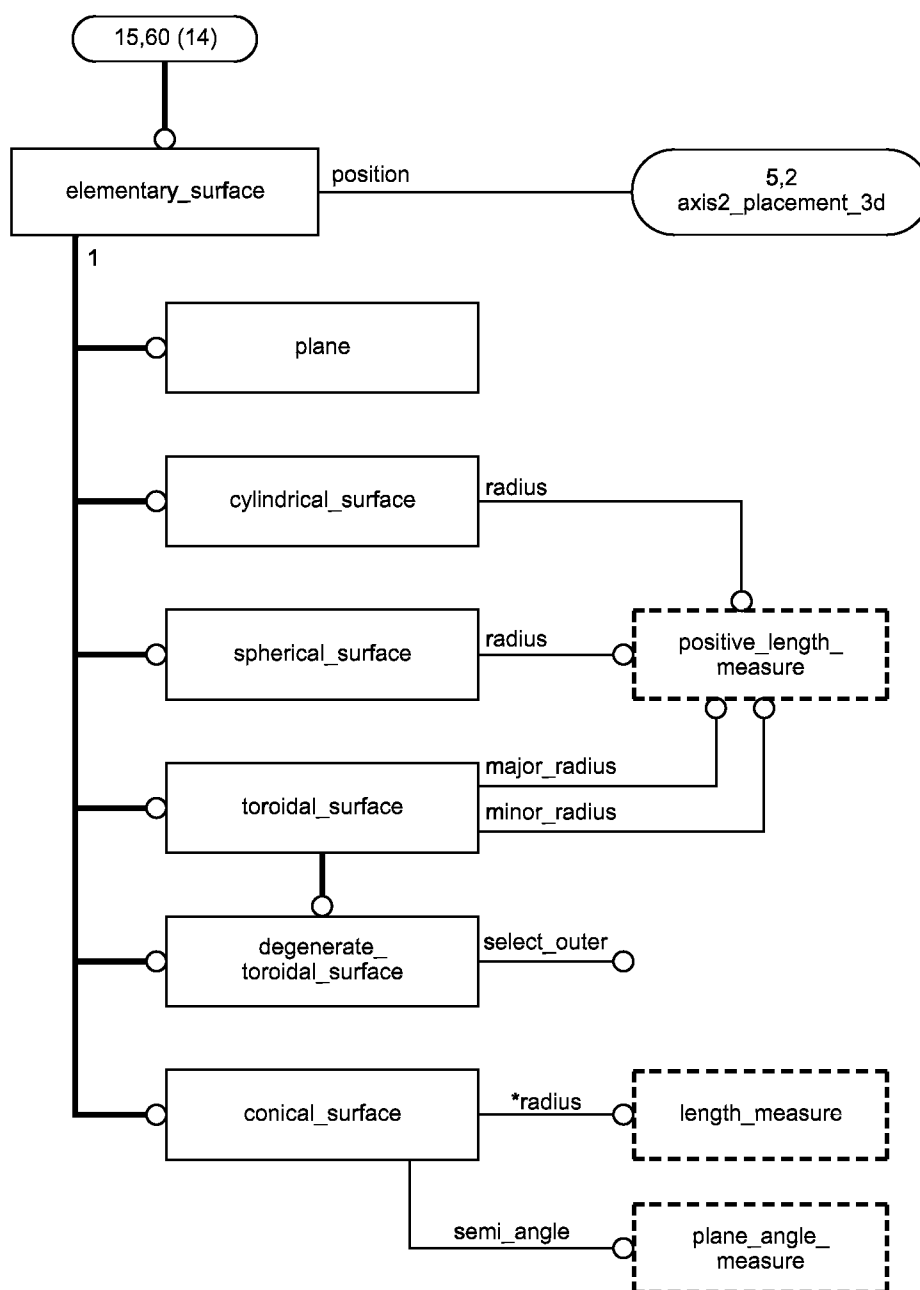 15,60 (14)
elementary_surface
position
5,2
axis2_placement_3d
1
plane
cylindrical_surface
radius
spherical_surface
radius
positive_length_
measure
toroidal_surface
major_radius
minor_radius
degenerate_
toroidal_surface
select_outer
conical_surface
*radius
length_measure
semi_angle
plane_angle_
measure